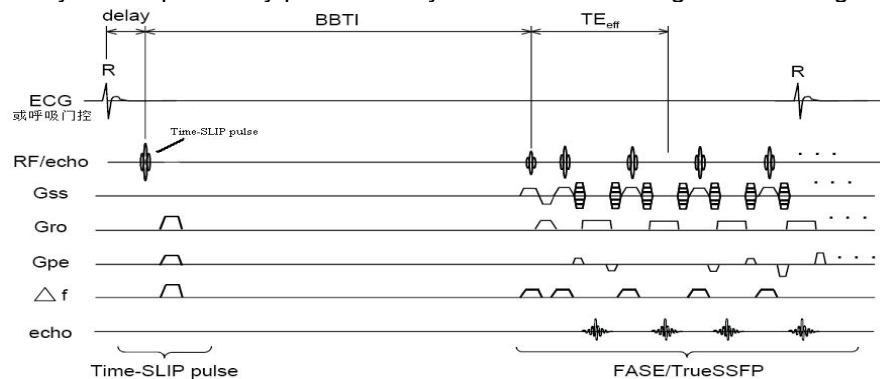 delay BBTI TEeff
R R
ECG
或呼吸门控
Time-SLIP pulse
RF/echo
Gss
Gro
Gpe
△ f
echo
Time-SLIP pulse FASE/TrueSSFP